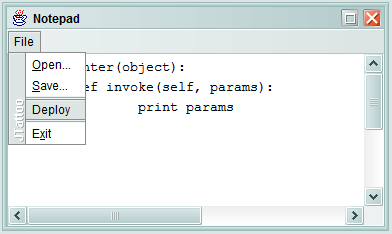 Notepad
File
Open...
Save...
Deploy
Exit
nter(object):
ef invoke(self, params):
print params